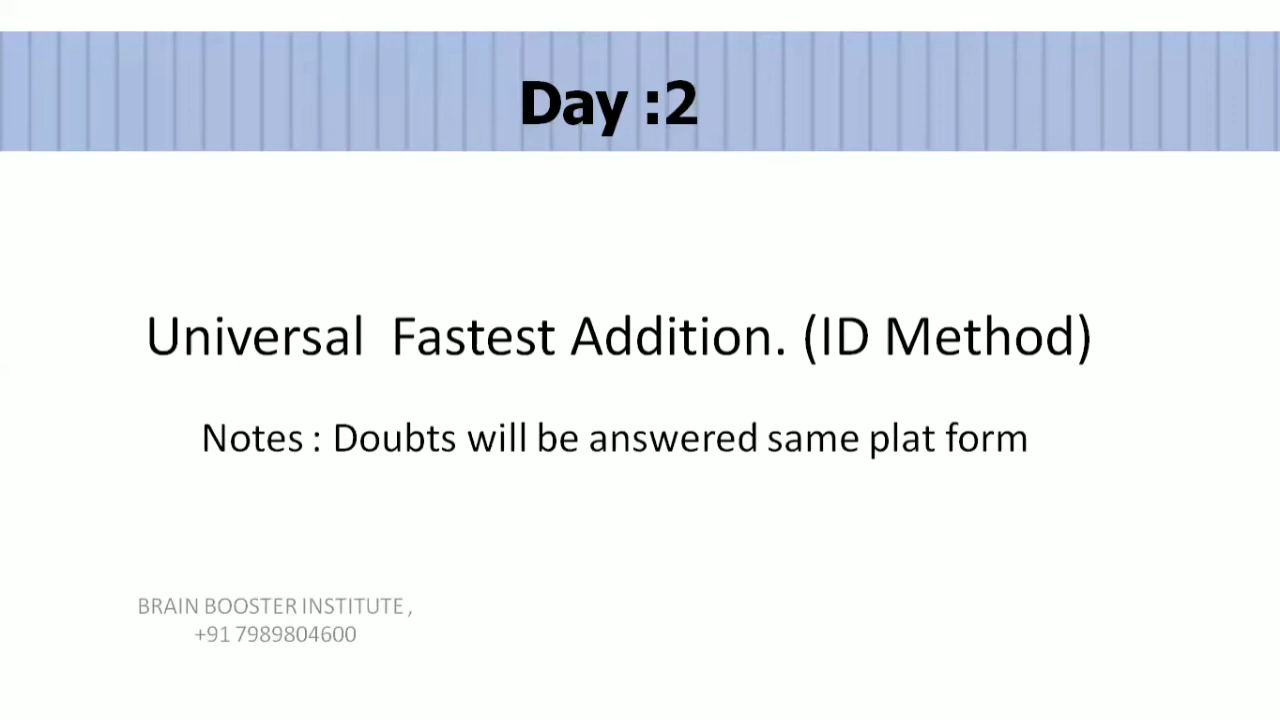 Day :2
Universal Fastest Addition. (ID Method)
Notes : Doubts will be answered same plat form
BRAIN BOOSTER INSTITUTE ,
+91 7989804600